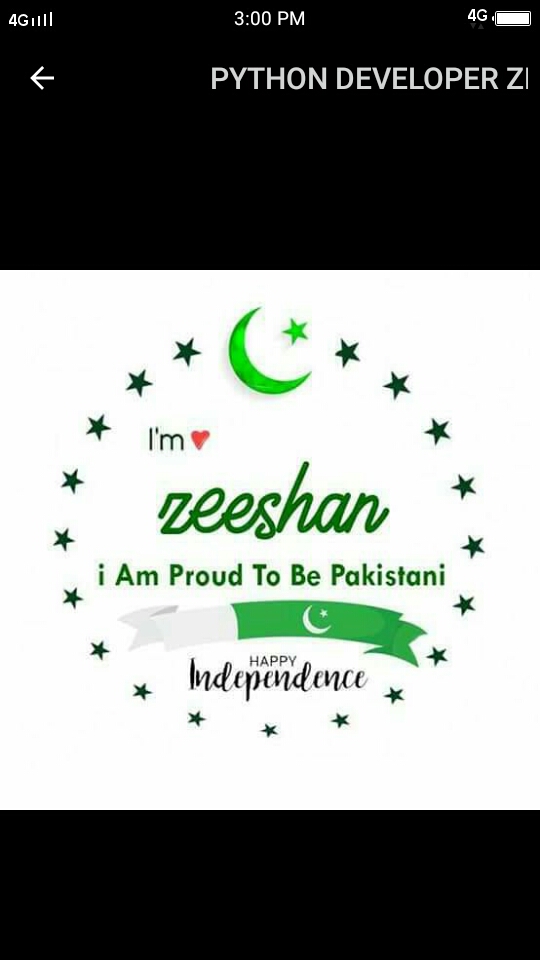 4G 3:00 PM 4G
PYTHON DEVELOPER
I'm
zeeshan
i Am Proud To Be Pakistani
HAPPY
Independence